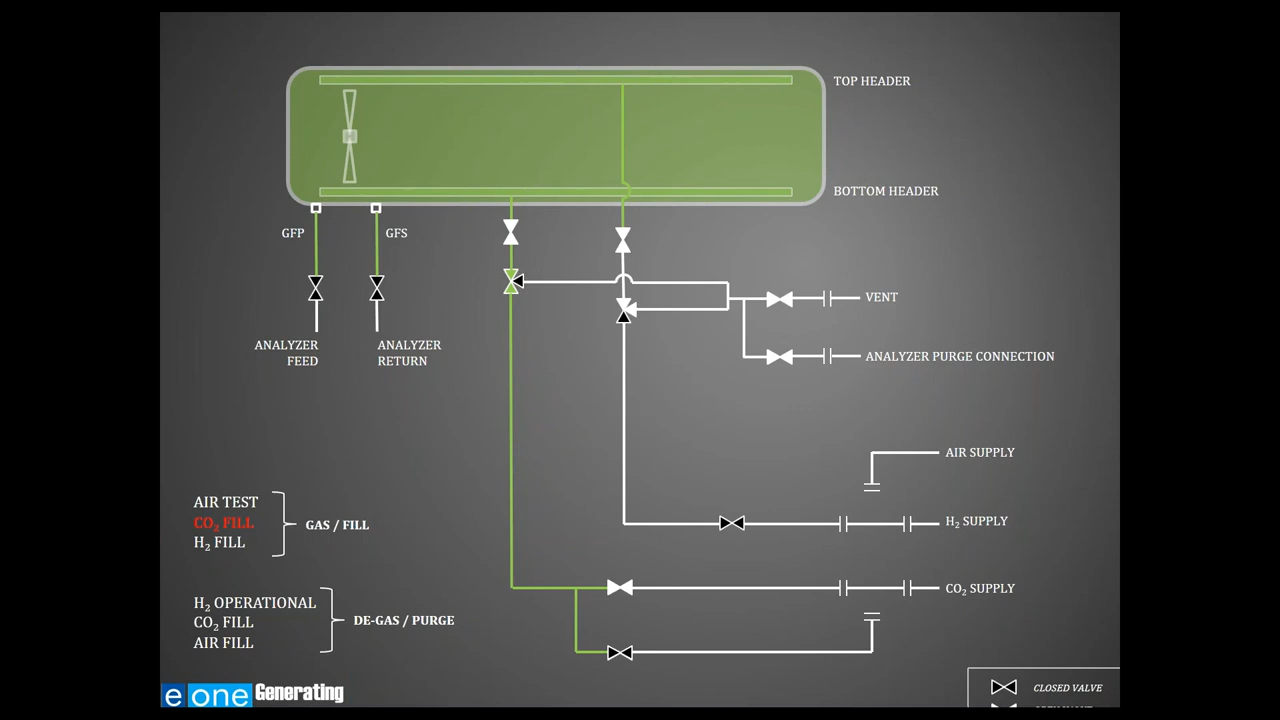 TOP HEADER
BOTTOM HEADER
GFP
GFS
VENT
ANALYZER
FEED
ANALYZER
RETURN
ANALYZER PURGE CONNECTION
AIR SUPPLY
AIR TEST
CO₂ FILL
H₂ FILL
GAS / FILL
H₂ SUPPLY
CO₂ SUPPLY
H₂ OPERATIONAL
CO₂ FILL
AIR FILL
DE-GAS / PURGE
e one Generating
CLOSED VALVE